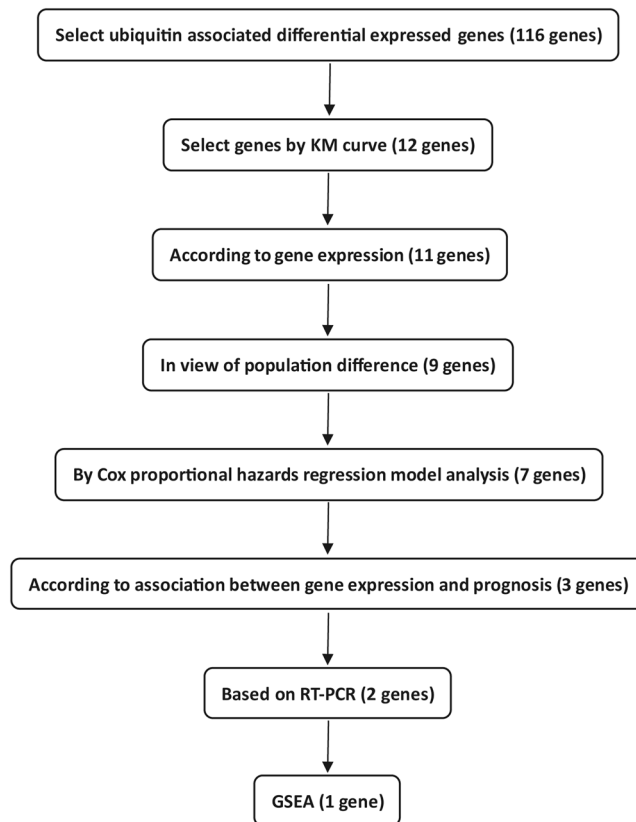 Select ubiquitin associated differential expressed genes (116 genes)
Select genes by KM curve (12 genes)
According to gene expression (11 genes)
In view of population difference (9 genes)
By Cox proportional hazards regression model analysis (7 genes)
According to association between gene expression and prognosis (3 genes)
Based on RT-PCR (2 genes)
GSEA (1 gene)